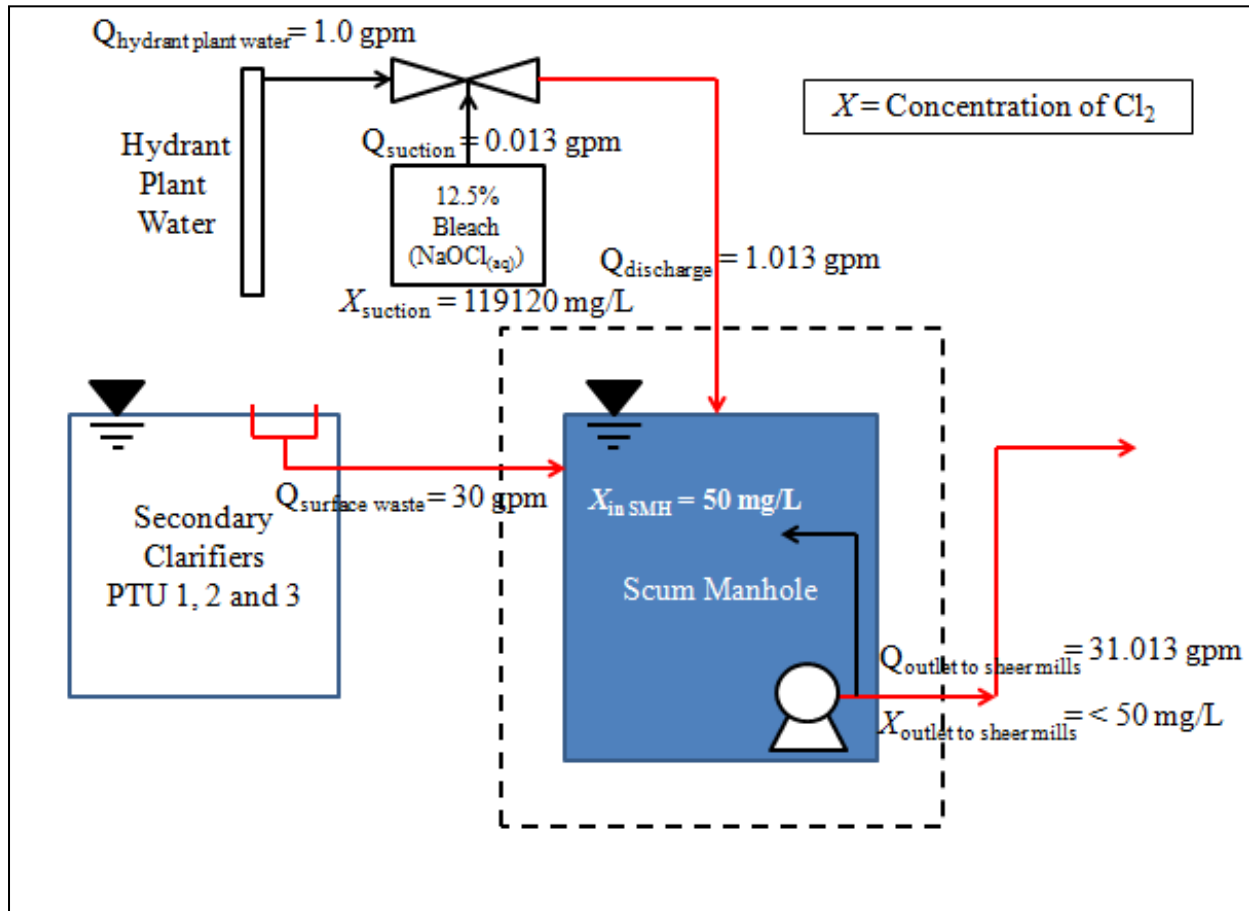 Qhydrant plant water= 1.0 gpm
X = Concentration of Cl2
Hydrant
Plant
Water
Qsuction = 0.013 gpm
12.5%
Bleach
(NaOCl(aq))
Xsuction = 119120 mg/L
Qdischarge = 1.013 gpm
Qsurface waste= 30 gpm
Secondary
Clarifiers
PTU 1, 2 and 3
Xin SMH = 50 mg/L
Scum Manhole
Qoutlet to sheer mills = 31.013 gpm
Xoutlet to sheer mills = < 50 mg/L